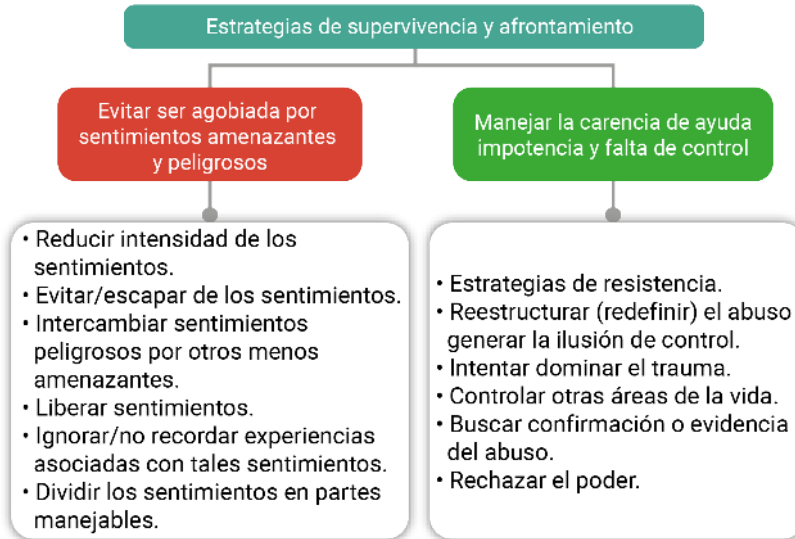 Estrategias de supervivencia y afrontamiento
Evitar ser agobiada por
sentimientos amenazantes
y peligrosos
Manejar la carencia de ayuda
impotencia y falta de control
• Reducir intensidad de los
sentimientos.
• Evitar/escapar de los sentimientos.
• Intercambiar sentimientos
peligrosos por otros menos
amenazantes.
• Liberar sentimientos.
• Ignorar/no recordar experiencias
asociadas con tales sentimientos.
• Dividir los sentimientos en partes
manejables.
• Estrategias de resistencia.
• Reestructurar (redefinir) el abuso
generar la ilusión de control.
• Intentar dominar el trauma.
• Controlar otras áreas de la vida.
• Buscar confirmación o evidencia
del abuso.
• Rechazar el poder.